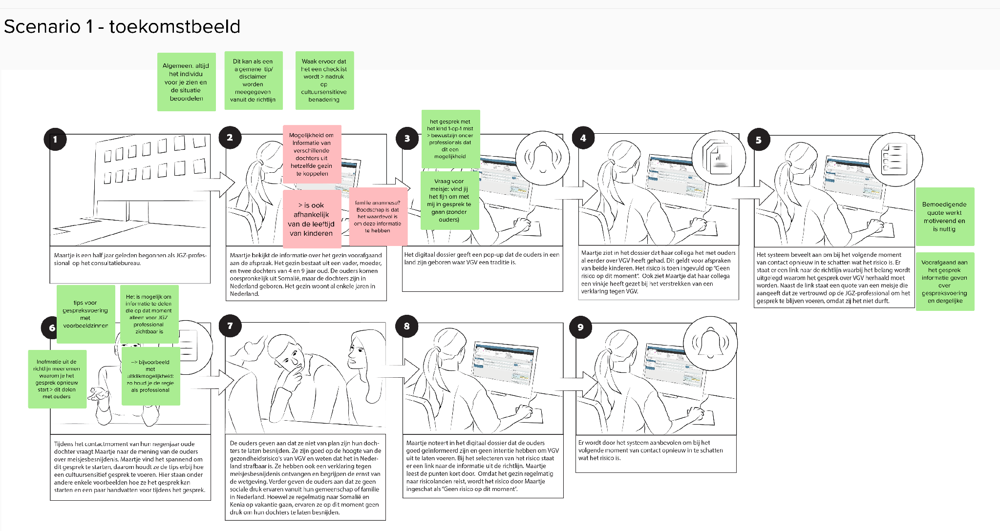 Scenario 1 - toekomstbeeld
Algemeen: altijd
het individu
voor je zien en
de situatie
beoordelen
Dit kan als een
algemene tip/
disclaimer
worden
meegegeven
vanuit de richtlijn
Waak ervoor dat
het een checklist
wordt > nadruk
op
cultuursensitieve
benadering
1
Maartje is een half jaar geleden begonnen als JGZ-profes-
sional op het consultatiebureau.
2
Mogelijkheid om
Informatie van
verschillende
dochters uit
hetzelfde gezin
te koppelen
> is ook
afhankelijk
van de leeftijd
van kinderen
familie anamnese?
Boodschap is dat
het waardevol is
om deze informatie
te hebben
Maartje bekijkt de informatie over het gezin voorafgaand
aan de afspraak. Het gezin bestaat uit een vader, moeder,
en twee dochters van 4 en 9 jaar oud. De ouders komen
oorspronkelijk uit Somalië, maar de dochters zijn in
Nederland geboren. Het gezin woont al enkele jaren in
Nederland.
3
het gesprek met
het kind 1-op-1 mist
> bewustzijn onder
professionals dat
dit een
mogelijkheid
Vraag voor
meisje: vind jij
het fijn om met
mij in gesprek te
gaan (zonder
ouders)
Het digitaal dossier geeft een pop-up dat de ouders in een
land zijn geboren waar VGV een traditie is.
4
Maartje ziet in het dossier dat haar collega het met ouders
al eerder over VGV heeft gehad. Dit geldt voor afspraken
van beide kinderen. Het risico is toen ingevuld op "Geen
risico op dit moment". Ook ziet Maartje dat haar collega
een vinkje heeft gezet bij het verstrekken van een
verklaring tegen VGV.
5
Het systeem beveelt aan om bij het volgende moment
van contact opnieuw in te schatten wat het risico is. Er
staat er een link naar de richtlijn waarbij het belang wordt
uitgelegd waarom het gesprek over VGV herhaald moet
worden. Naast de link staat een quote van een meisje die
aangeeft dat ze vertrouwd op de JGZ-professional om het
gesprek te blijven voeren, omdat zij het niet durft.
Bemoedigende
quote werkt
motiverend en
is nuttig
Voorafgaand aan
het gesprek
informatie geven
over
gespreksvoering
en dergelijke
6
tips voor
gespreksvoering
met
voorbeeldzinnen
Het is mogelijk om
informatie te delen
die op dat moment
alleen voor JGZ
professional
zichtbaar is
Inofmratie uit de
richtlijn meenemen
waarom je het
gesprek opnieuw
start > dit delen
met ouders
--> bijvoorbeeld
met
uitklikmogelijkheid:
zo houd je de regie
als professional
Tijdens het contactmoment van hun negenjaar oude
dochter vraagt Maartje naar de mening van de ouders
over meisjesbesnijdenis. Maartje vind het spannend om
dit gesprek te starten, daarom houdt ze de tips erbij hoe
een cultuursensitief gesprek te voeren. Hier staan onder
andere enkele voorbeelden hoe ze het gesprek kan
starten en een paar handvatten voor tijdens het gesprek.
7
De ouders geven aan dat ze niet van plan zijn hun doch-
ters te laten besnijden. Ze zijn goed op de hoogte van de
gezondheidsrisico's van VGV en weten dat het in Neder-
land strafbaar is. Ze hebben ook een verklaring tegen
meisjesbesnijdenis ontvangen en begrijpen de ernst van
de wetgeving. Verder geven de ouders aan dat ze geen
sociale druk ervaren vanuit hun gemeenschap of familie
in Nederland. Hoewel ze regelmatig naar Somalië en
Kenia op vakantie gaan, ervaren ze op dit moment geen
druk om hun dochters te laten besnijden.
8
Maartje noteert in het digitaal dossier dat de ouders
goed geïnformeerd zijn en geen intentie hebben om VGV
uit te laten voeren. Bij het selecteren van het risico staat
er een link naar de informatie uit de richtlijn. Maartje
leest de punten kort door. Omdat het gezin regelmatig
naar risicolanden reist, wordt het risico door Maartje
ingeschat als "Geen risico op dit moment".
9
Er wordt door het systeem aanbevolen om bij het
volgende moment van contact opnieuw in te schatten
wat het risico is.